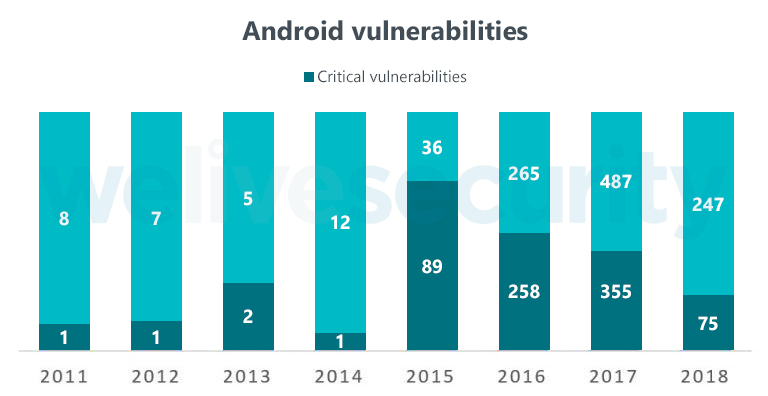 Android vulnerabilities
Critical vulnerabilities
welivesecurity
8 7 5 12 36 265 487 247
1 1 2 1 89 258 355 75
2011 2012 2013 2014 2015 2016 2017 2018